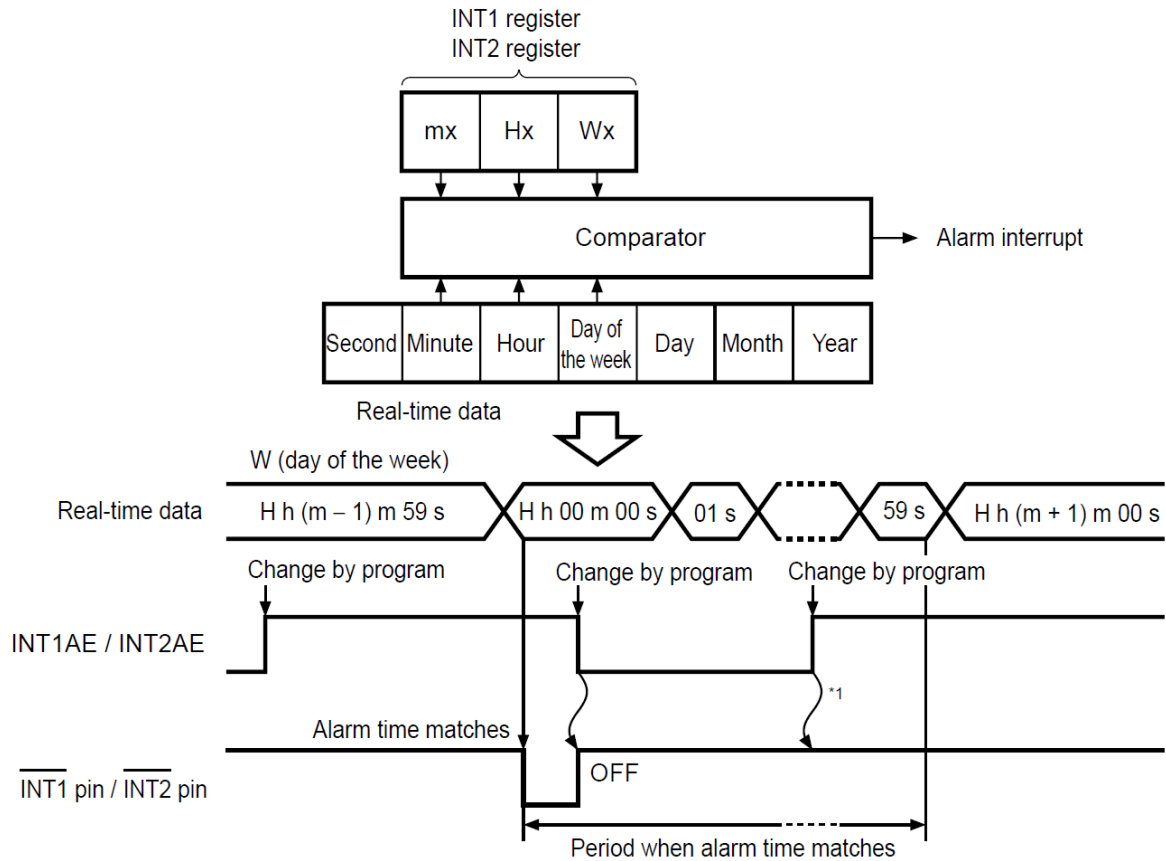 INT1 register
INT2 register
mx
Hx
Wx
Comparator
Alarm interrupt
Second
Minute
Hour
Day of
the week
Day
Month
Year
Real-time data
W (day of the week)
Real-time data
H h (m − 1) m 59 s
H h 00 m 00 s
01 s
59 s
H h (m + 1) m 00 s
Change by program
Change by program
Change by program
INT1AE / INT2AE
*1
Alarm time matches
OFF
INT1 pin / INT2 pin
Period when alarm time matches